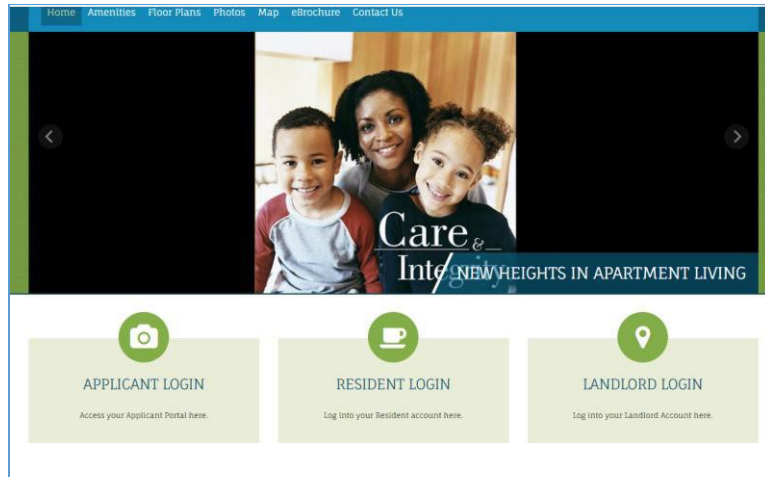 Home Amenities Floor Plans Photos Map eBrochure Contact Us
Care &
Integrity
NEW HEIGHTS IN APARTMENT LIVING
APPLICANT LOGIN
Access your Applicant Portal here.
RESIDENT LOGIN
Log into your Resident account here.
LANDLORD LOGIN
Log into your Landlord Account here.